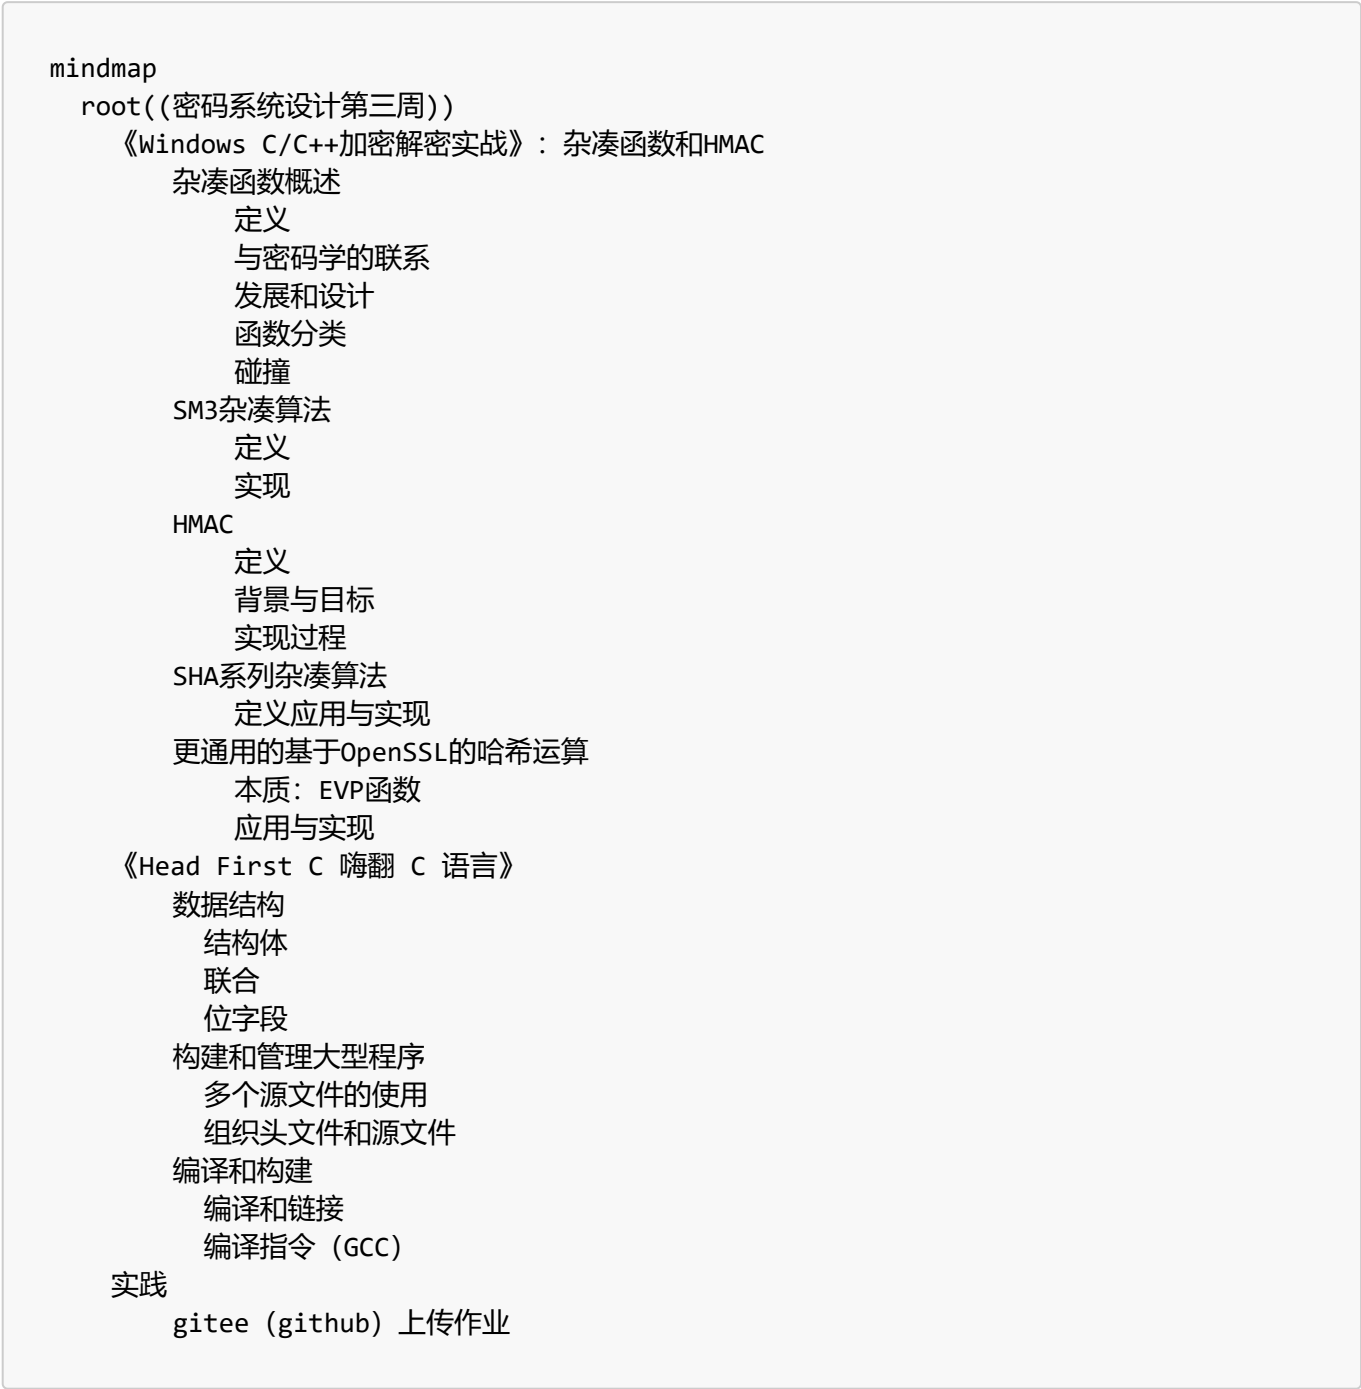 mindmap
root((密码系统设计第三周))
《Windows C/C++加密解密实战》：杂凑函数和HMAC
杂凑函数概述
定义
与密码学的联系
发展和设计
函数分类
碰撞
SM3杂凑算法
定义
实现
HMAC
定义
背景与目标
实现过程
SHA系列杂凑算法
定义应用与实现
更通用的基于OpenSSL的哈希运算
本质：EVP函数
应用与实现
《Head First C 嗨翻 C 语言》
数据结构
结构体
联合
位字段
构建和管理大型程序
多个源文件的使用
组织头文件和源文件
编译和构建
编译和链接
编译指令（GCC）
实践
gitee（github）上传作业